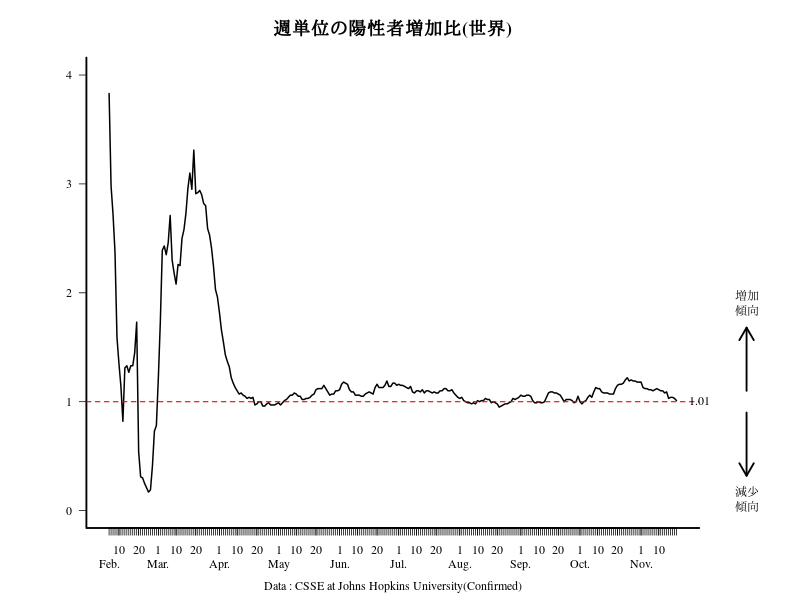 週単位の陽性者増加比(世界)
4
3
2
1
0
1.01
増加
傾向
減少
傾向
10 20 1 10 20 1 10 20 1 10 20 1 10 20 1 10 20 1 10 20 1 10 20 1 10 20 1 10
Feb. Mar. Apr. May Jun. Jul. Aug. Sep. Oct. Nov.
Data : CSSE at Johns Hopkins University(Confirmed)